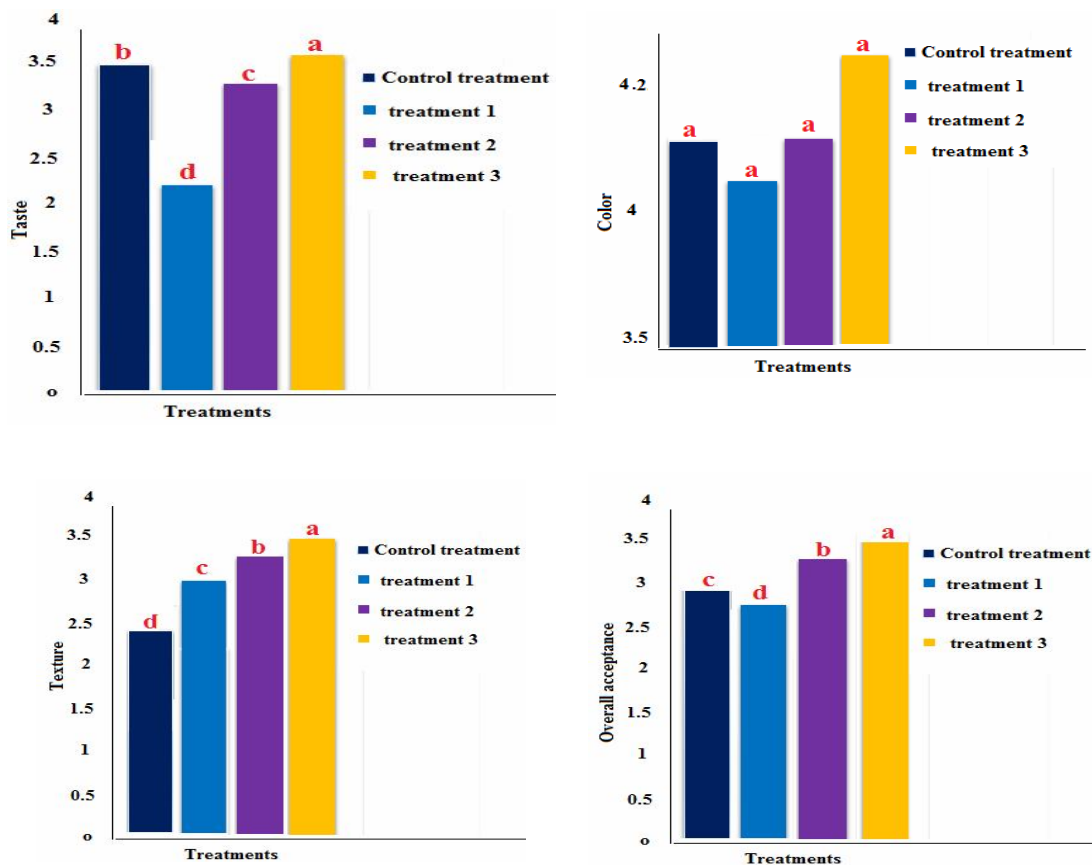 4
3.5
3
2.5
2
1.5
1
0.5
o
Taste
b
d
c
a
Control treatment
treatment 1
treatment 2
treatment 3
Treatments
4.2
4
3.5
Color
a
a
a
a
Control treatment
treatment 1
treatment 2
treatment 3
Treatments
4
3.5
3
2.5
2
1.5
1
0.5
o
Texture
d
c
b
a
Control treatment
treatment 1
treatment 2
treatment 3
Treatments
4
3.5
3
2.5
2
1.5
1
0.5
o
Overall acceptance
c
d
b
a
Control treatment
treatment 1
treatment 2
treatment 3
Treatments